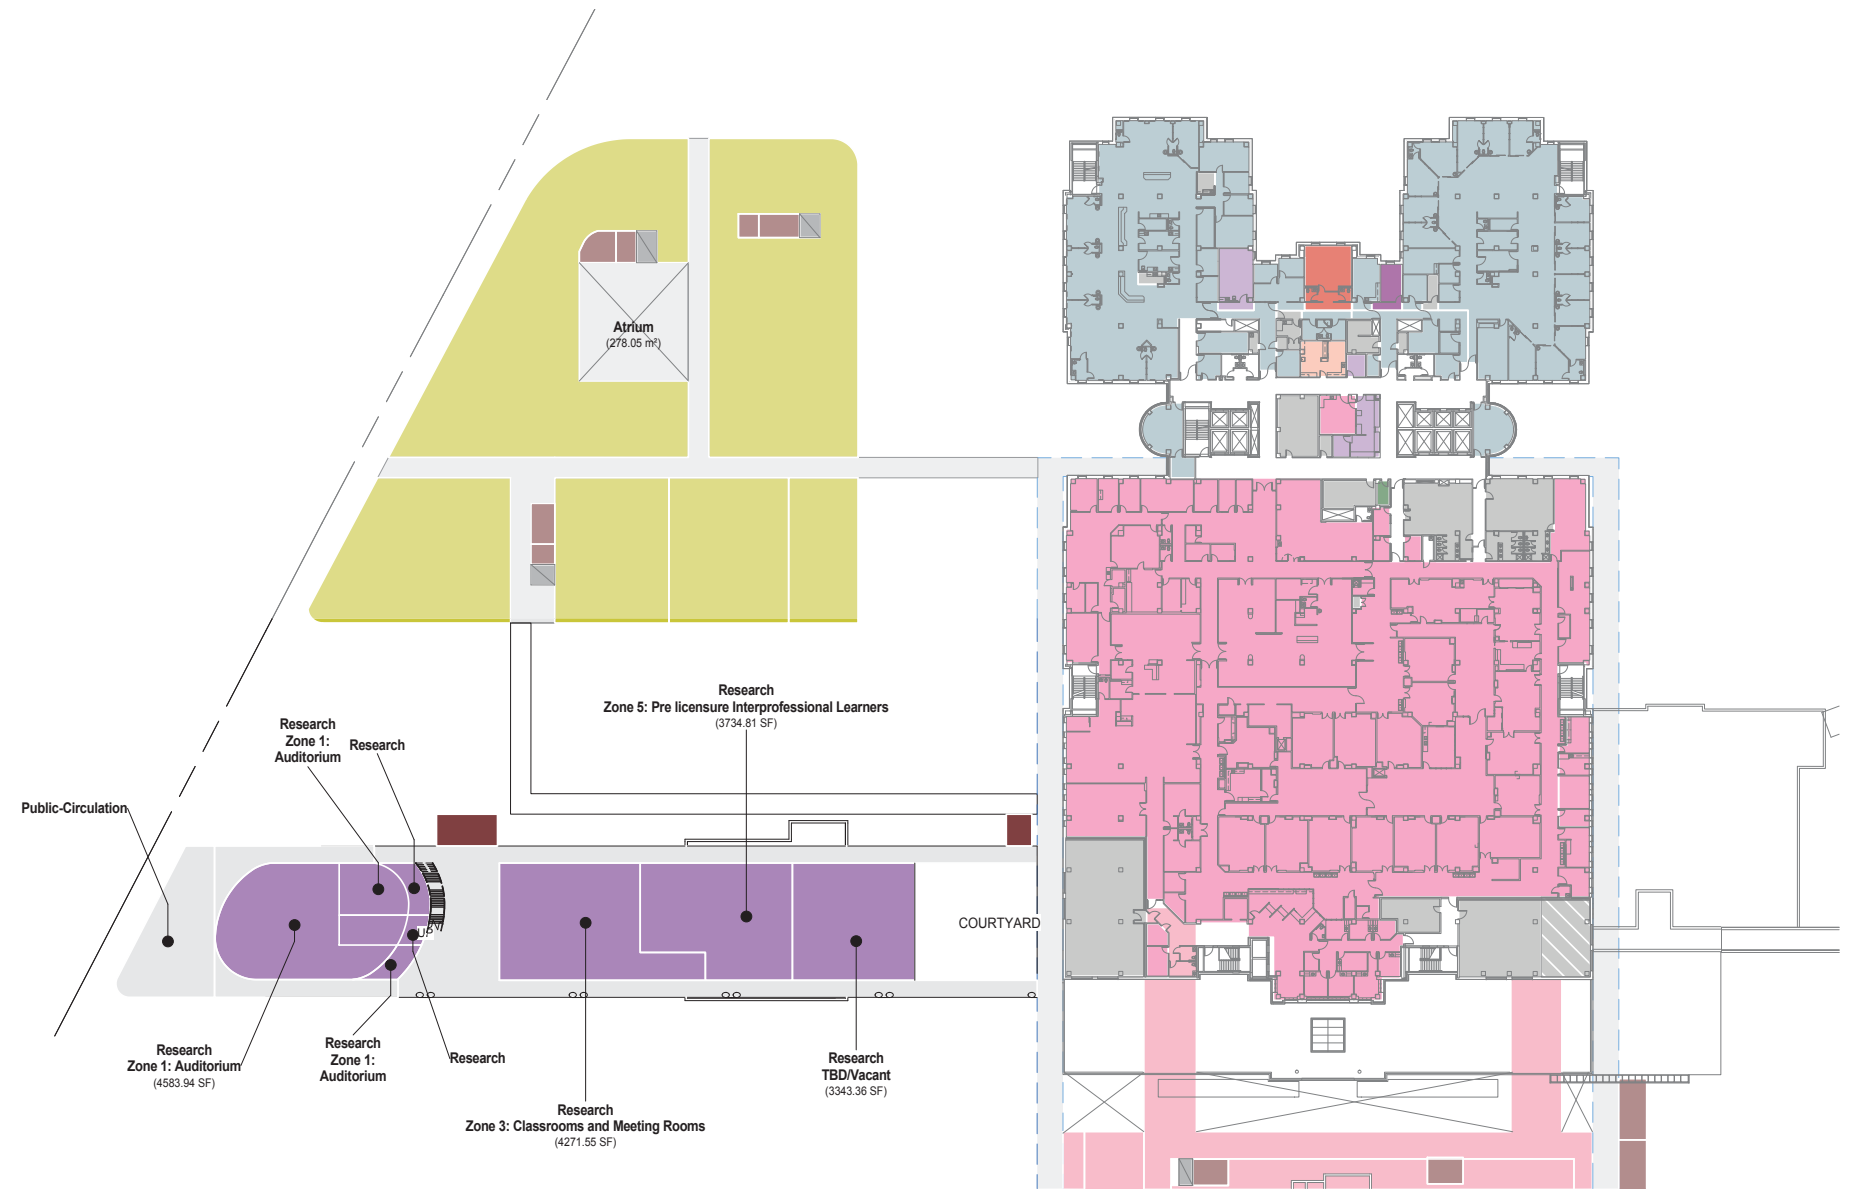 Atrium
(278.05 m²)
Research
Zone 5: Pre licensure Interprofessional Learners
(3734.81 SF)
Research
Zone 1:
Auditorium
Research
Public-Circulation
UP
COURTYARD
Research
Zone 1: Auditorium
(4583.94 SF)
Research
Zone 1:
Auditorium
Research
Research
TBD/Vacant
(3343.36 SF)
Research
Zone 3: Classrooms and Meeting Rooms
(4271.55 SF)